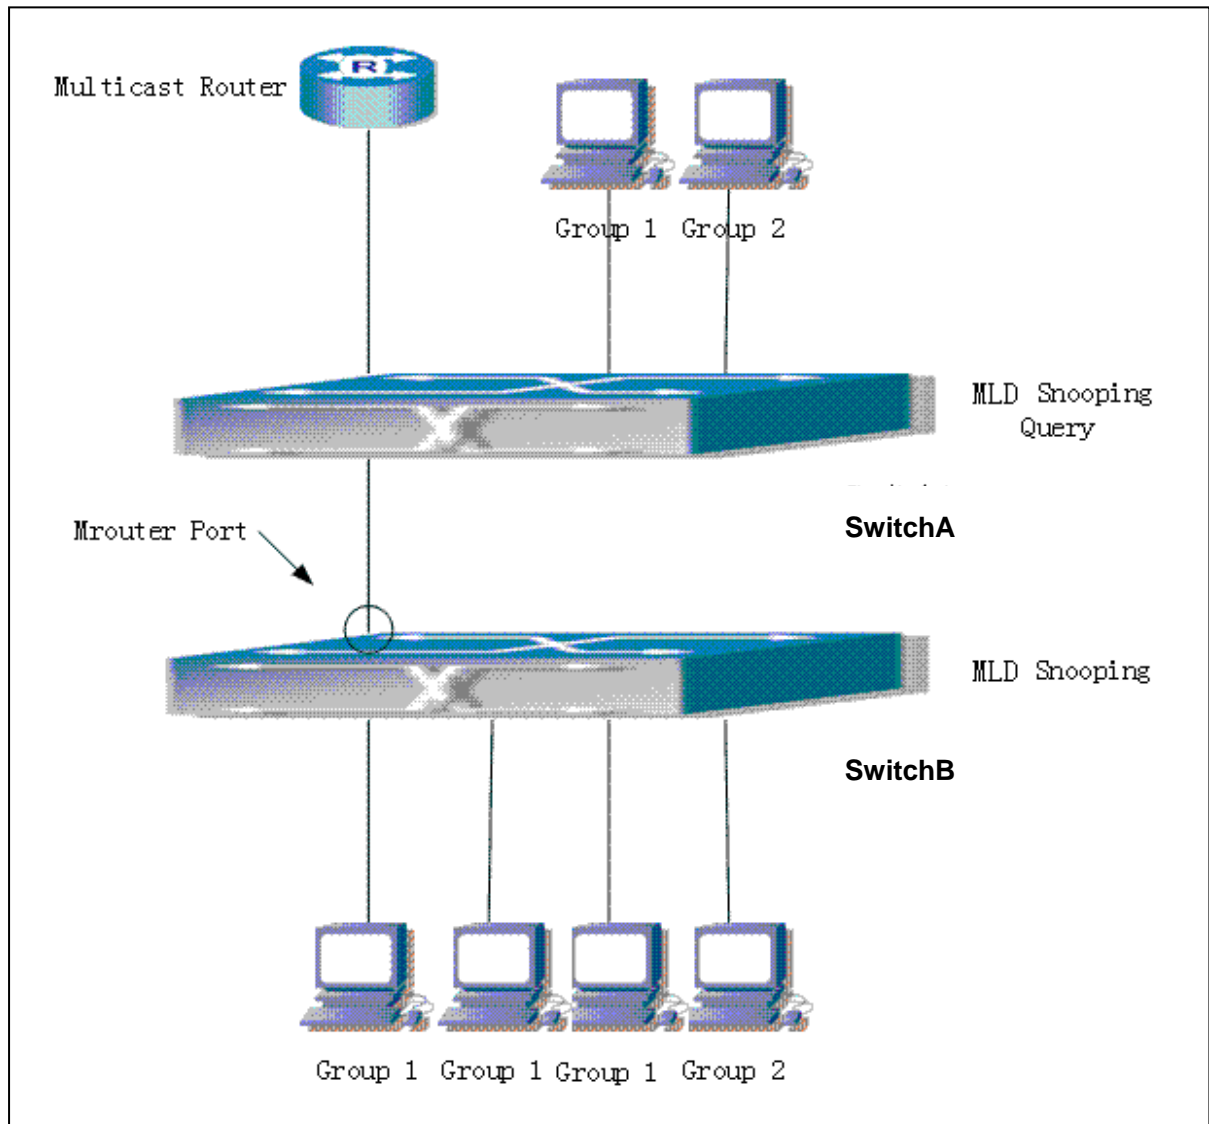 R
Multicast Router
Group 1 Group 2
MLD Snooping
Query
SwitchA
Mrouter Port
MLD Snooping
SwitchB
Group 1 Group 1 Group 1 Group 2